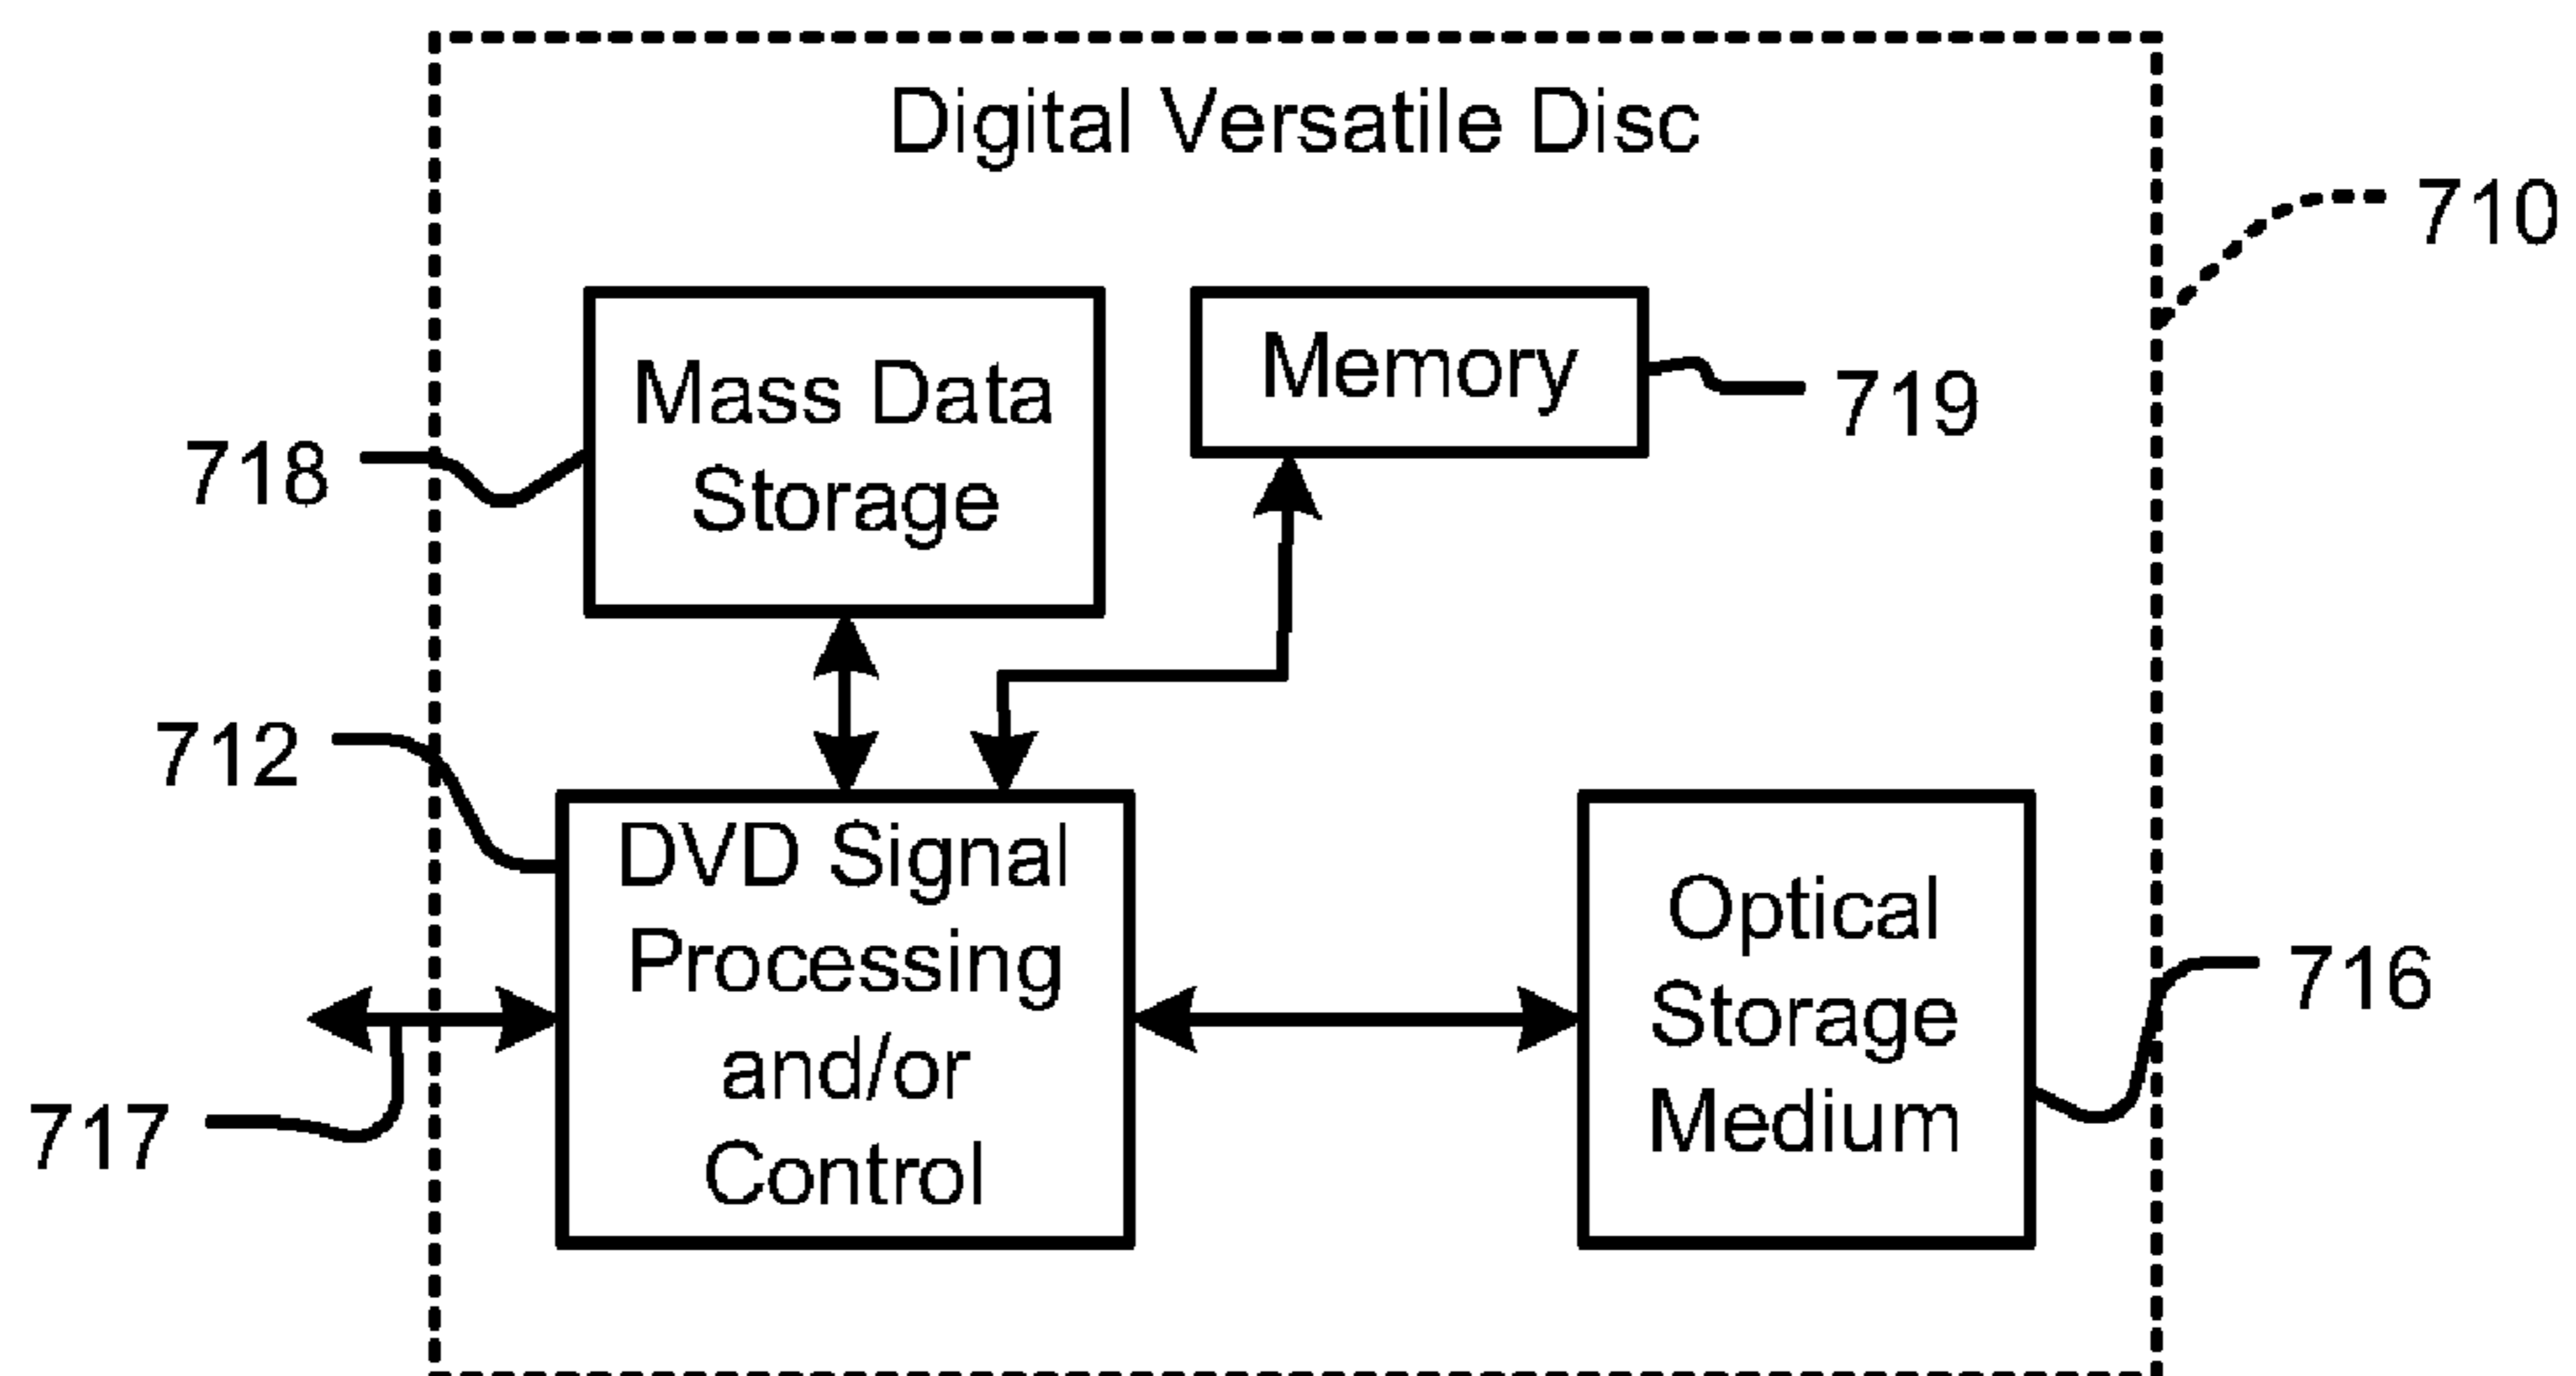 Digital Versatile Disc
710
Mass Data
Storage
718
Memory
719
712
DVD Signal
Processing
and/or
Control
Optical
Storage
Medium
716
717